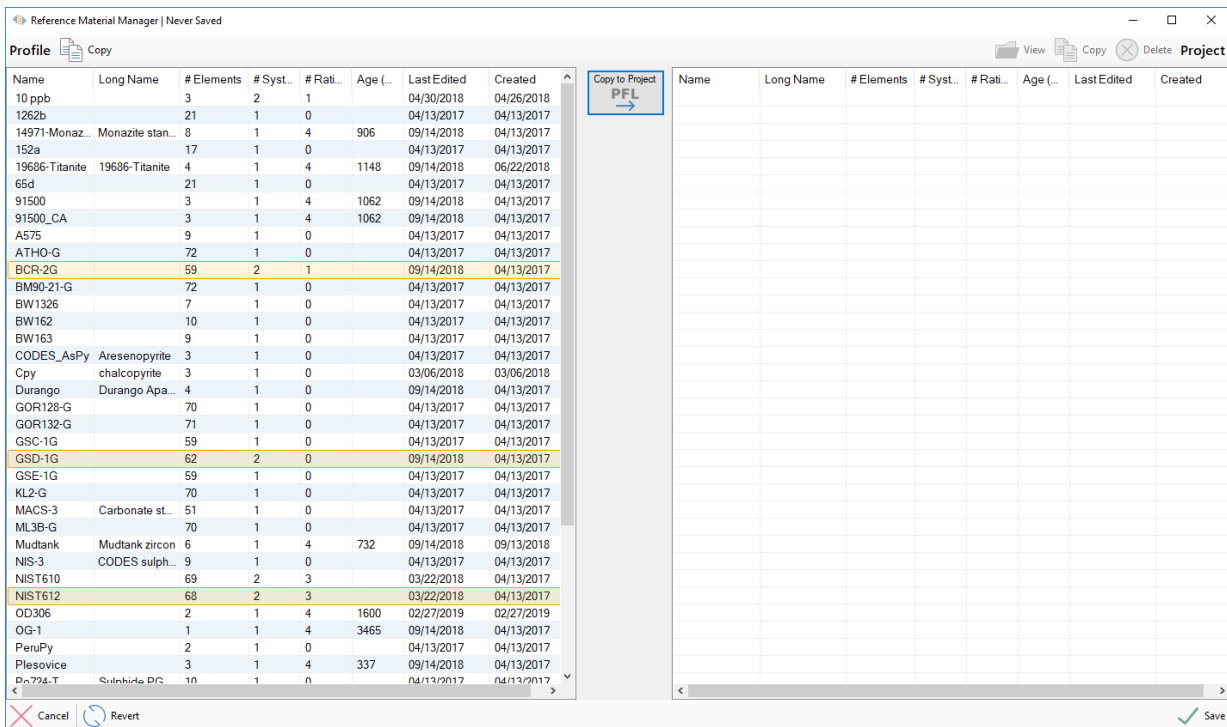 Reference Material Manager | Never Saved
Profile Copy View Copy Delete Project
Name Long Name # Elements # Syst... # Rati... Age (... Last Edited Created
10 ppb 3 2 1 04/30/2018 04/26/2018
1262b 21 1 0 04/13/2017 04/13/2017
14971-Monaz... Monazite stan... 8 1 4 906 09/14/2018 04/13/2017
152a 17 1 0 04/13/2017 04/13/2017
19686-Titanite 19686-Titanite 4 1 4 1148 09/14/2018 06/22/2018
65d 21 1 0 04/13/2017 04/13/2017
91500 3 1 4 1062 09/14/2018 04/13/2017
91500_CA 3 1 4 1062 09/14/2018 04/13/2017
A575 9 1 0 04/13/2017 04/13/2017
ATHO-G 72 1 0 04/13/2017 04/13/2017
BCR-2G 59 2 1 09/14/2018 04/13/2017
BM90-21-G 72 1 0 04/13/2017 04/13/2017
BW1326 7 1 0 04/13/2017 04/13/2017
BW162 10 1 0 04/13/2017 04/13/2017
BW163 9 1 0 04/13/2017 04/13/2017
CODES_AsPy Aresenopyrite 3 1 0 04/13/2017 04/13/2017
Cpy chalcopyrite 3 1 0 03/06/2018 03/06/2018
Durango Durango Apa... 4 1 0 09/14/2018 04/13/2017
GOR128-G 70 1 0 04/13/2017 04/13/2017
GOR132-G 71 1 0 04/13/2017 04/13/2017
GSC-1G 59 1 0 04/13/2017 04/13/2017
GSD-1G 62 2 0 09/14/2018 04/13/2017
GSE-1G 59 1 0 04/13/2017 04/13/2017
KL2-G 70 1 0 04/13/2017 04/13/2017
MACS-3 Carbonate st... 51 1 0 04/13/2017 04/13/2017
ML3B-G 70 1 0 04/13/2017 04/13/2017
Mudtank Mudtank zircon 6 1 4 732 09/14/2018 09/13/2018
NIS-3 CODES sulph... 9 1 0 04/13/2017 04/13/2017
NIST610 69 2 3 03/22/2018 04/13/2017
NIST612 68 2 3 03/22/2018 04/13/2017
OD306 2 1 4 1600 02/27/2019 02/27/2019
OG-1 1 1 4 3465 09/14/2018 04/13/2017
PeruPy 2 1 0 04/13/2017 04/13/2017
Plesovice 3 1 4 337 09/14/2018 04/13/2017
Po724-T Sulphide PG 10 1 0 04/13/2017 04/13/2017
Copy to Project
PFL
Name Long Name # Elements # Syst... # Rati... Age (... Last Edited Created
Cancel Revert Save